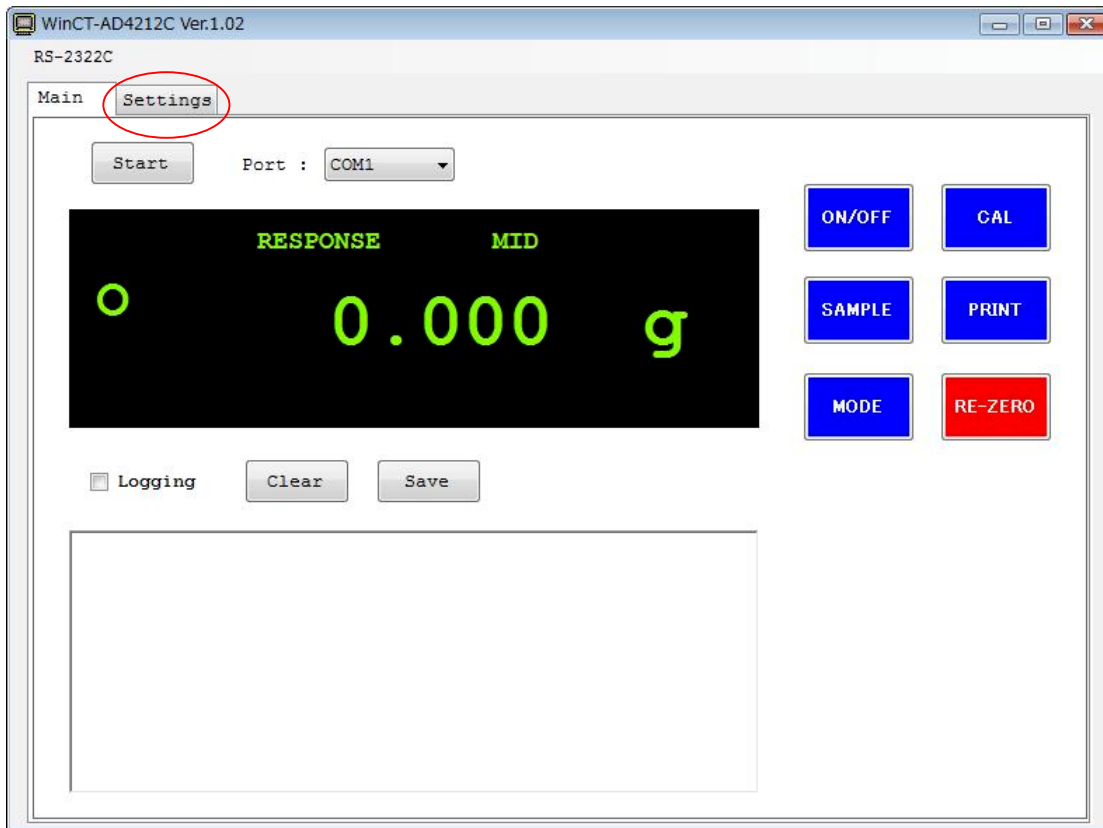 WinCT-AD4212C Ver.1.02
RS-2322C
Main Settings
Start Port : COM1
RESPONSE MID
0.000 g
ON/OFF CAL
SAMPLE PRINT
MODE RE-ZERO
Logging Clear Save